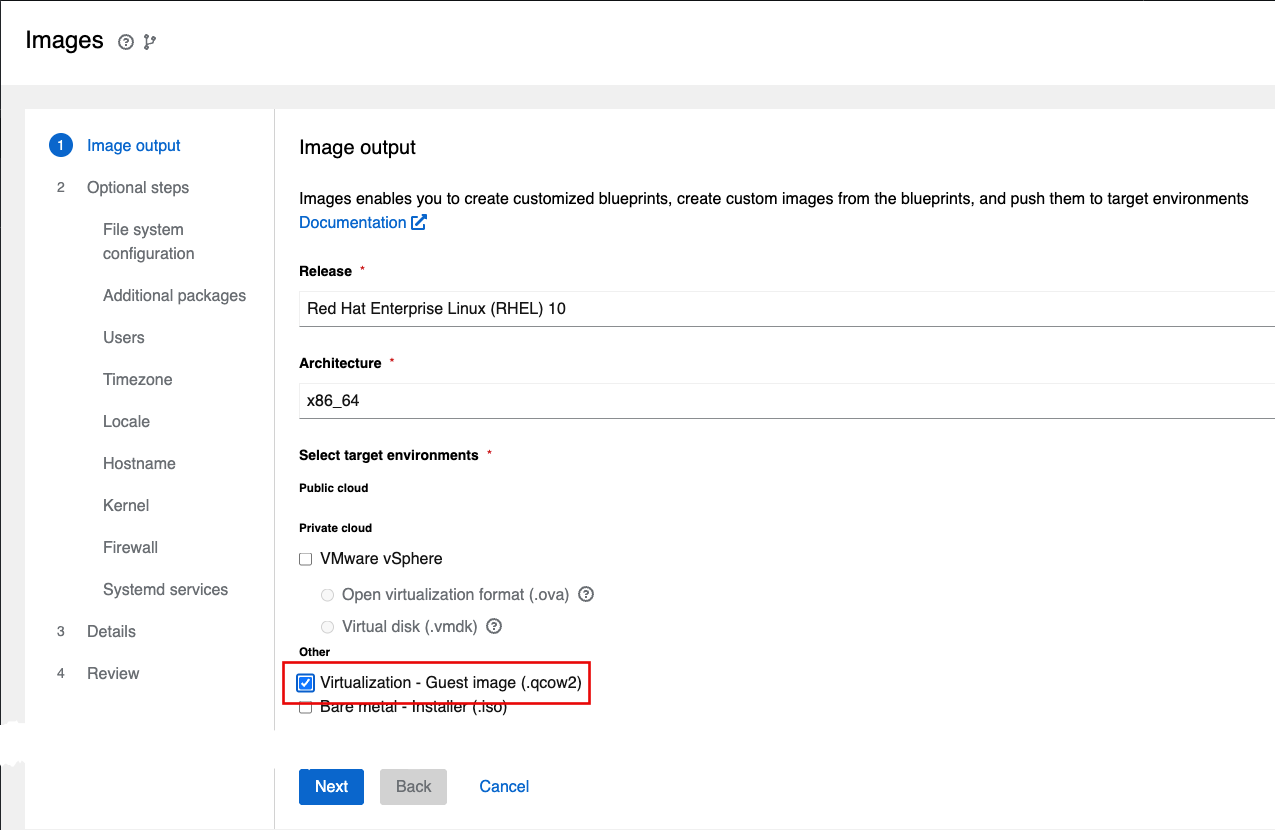 Images
1 Image output
2 Optional steps
File system
configuration
Additional packages
Users
Timezone
Locale
Hostname
Kernel
Firewall
Systemd services
3 Details
4 Review
Image output
Images enables you to create customized blueprints, create custom images from the blueprints, and push them to target environments
Documentation
Release *
Red Hat Enterprise Linux (RHEL) 10
Architecture *
x86_64
Select target environments *
Public cloud
Private cloud
VMware vSphere
Open virtualization format (.ova)
Virtual disk (.vmdk)
Other
Virtualization - Guest image (.qcow2)
Bare metal - Installer (.iso)
Next Back Cancel